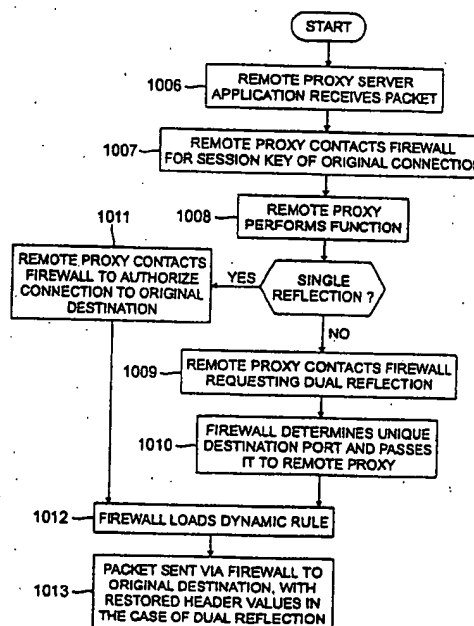 START
1006
REMOTE PROXY SERVER
APPLICATION RECEIVES PACKET
1007
REMOTE PROXY CONTACTS FIREWALL
FOR SESSION KEY OF ORIGINAL CONNECTION
1008
REMOTE PROXY
PERFORMS FUNCTION
SINGLE
REFLECTION ?
YES
1011
REMOTE PROXY CONTACTS
FIREWALL TO AUTHORIZE
CONNECTION TO ORIGINAL
DESTINATION
NO
1009
REMOTE PROXY CONTACTS FIREWALL
REQUESTING DUAL REFLECTION
1010
FIREWALL DETERMINES UNIQUE
DESTINATION PORT AND PASSES
IT TO REMOTE PROXY
1012
FIREWALL LOADS DYNAMIC RULE
1013
PACKET SENT VIA FIREWALL TO
ORIGINAL DESTINATION, WITH
RESTORED HEADER VALUES IN
THE CASE OF DUAL REFLECTION